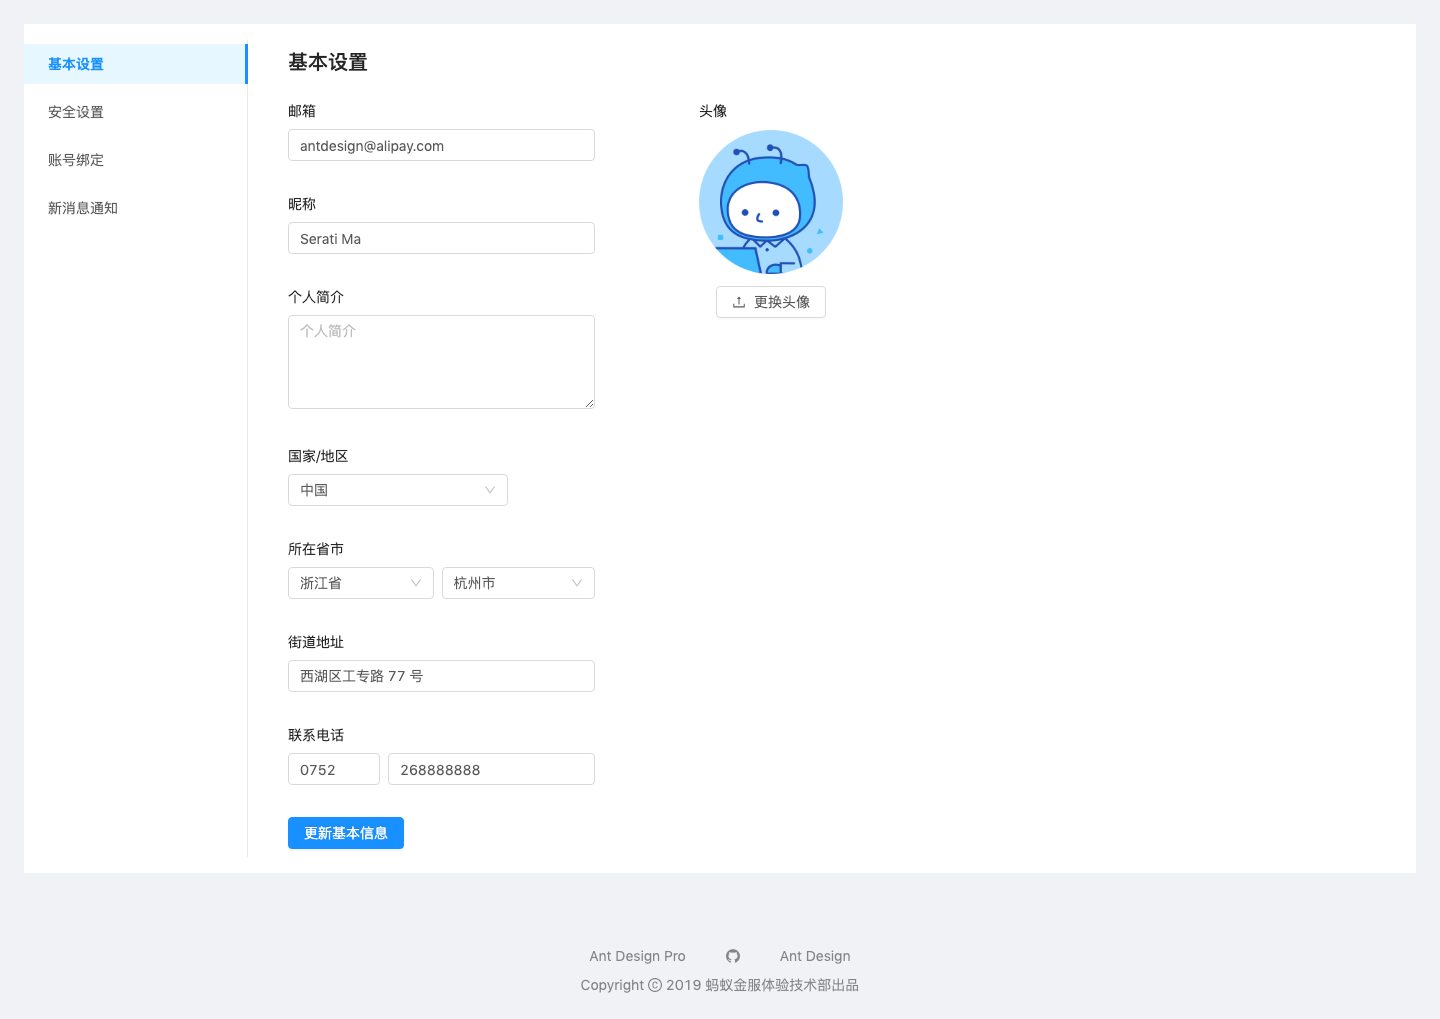 基本设置
安全设置
账号绑定
新消息通知
基本设置
邮箱
antdesign@alipay.com
昵称
Serati Ma
个人简介
个人简介
国家/地区
中国
所在省市
浙江省 杭州市
街道地址
西湖区工专路 77 号
联系电话
0752 268888888
更新基本信息
头像
更换头像
Ant Design Pro Ant Design
Copyright © 2019 蚂蚁金服体验技术部出品